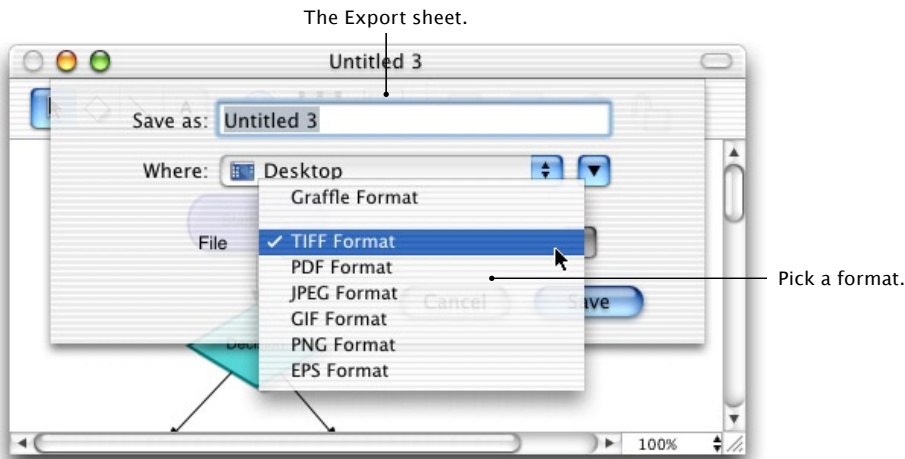 The Export sheet.
Untitled 3
A
Save as: Untitled 3
Where: Desktop
Graffle Format
File
✓ TIFF Format
PDF Format
JPEG Format
GIF Format
PNG Format
EPS Format
Cancel
Save
Pick a format.
100%